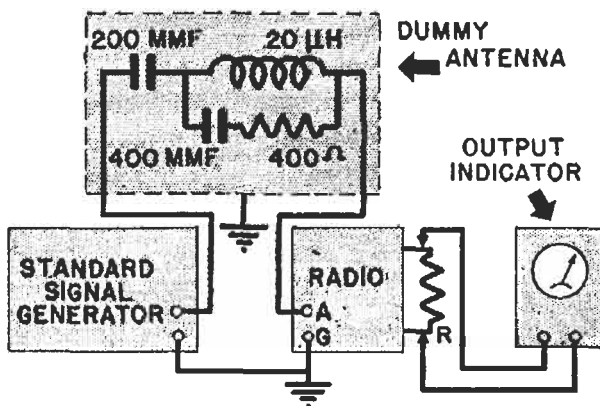 200 MMF
20 µH
DUMMY
ANTENNA
400 MMF
400 Ω
OUTPUT
INDICATOR
STANDARD
SIGNAL
GENERATOR
RADIO
A
G
R